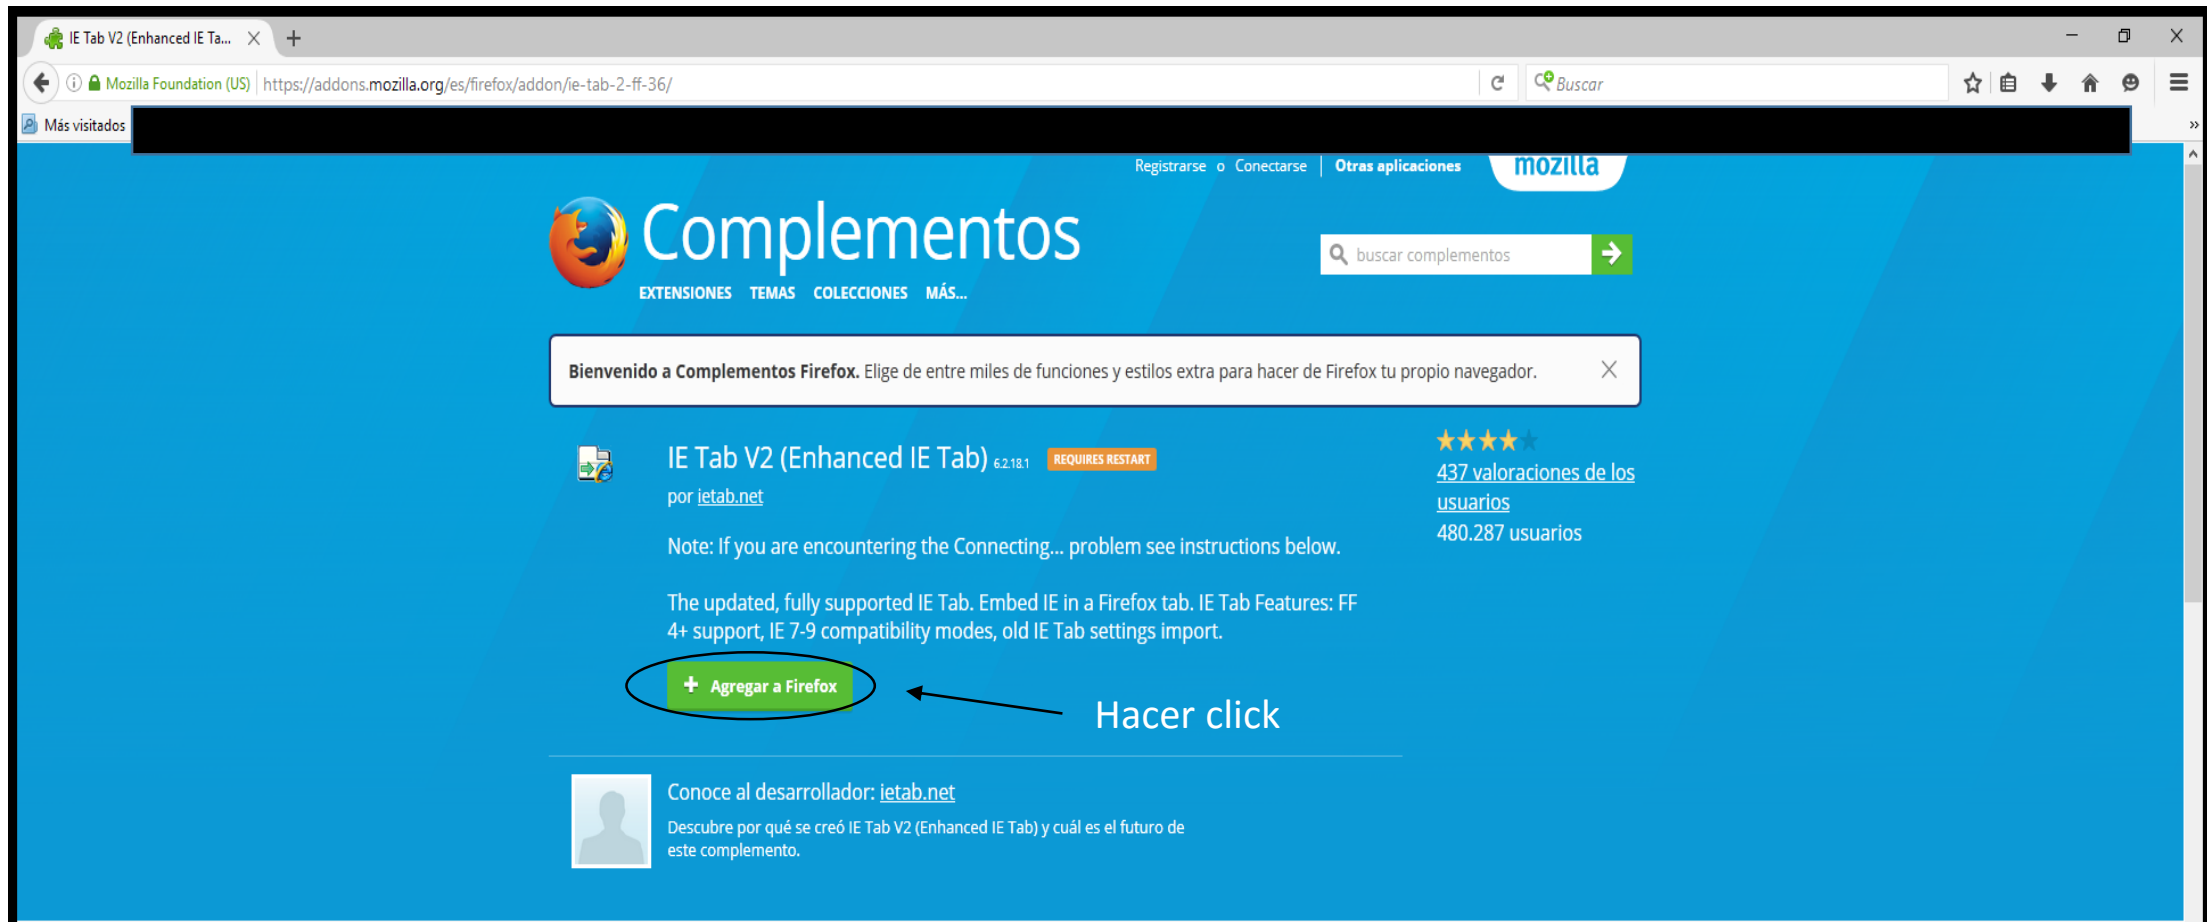 IE Tab V2 (Enhanced IE Ta...
Mozilla Foundation (US) https://addons.mozilla.org/es/firefox/addon/ie-tab-2-ff-36/ Buscar
Más visitados
Registrarse o Conectarse | Otras aplicaciones mozilla
Complementos
buscar complementos
EXTENSIONES TEMAS COLECCIONES MÁS...
Bienvenido a Complementos Firefox. Elige de entre miles de funciones y estilos extra para hacer de Firefox tu propio navegador.
IE Tab V2 (Enhanced IE Tab) 6.2.18.1 REQUIRES RESTART
por ietab.net
437 valoraciones de los
usuarios
480.287 usuarios
Note: If you are encountering the Connecting... problem see instructions below.
The updated, fully supported IE Tab. Embed IE in a Firefox tab. IE Tab Features: FF
4+ support, IE 7-9 compatibility modes, old IE Tab settings import.
+ Agregar a Firefox
Hacer click
Conoce al desarrollador: ietab.net
Descubre por qué se creó IE Tab V2 (Enhanced IE Tab) y cuál es el futuro de
este complemento.